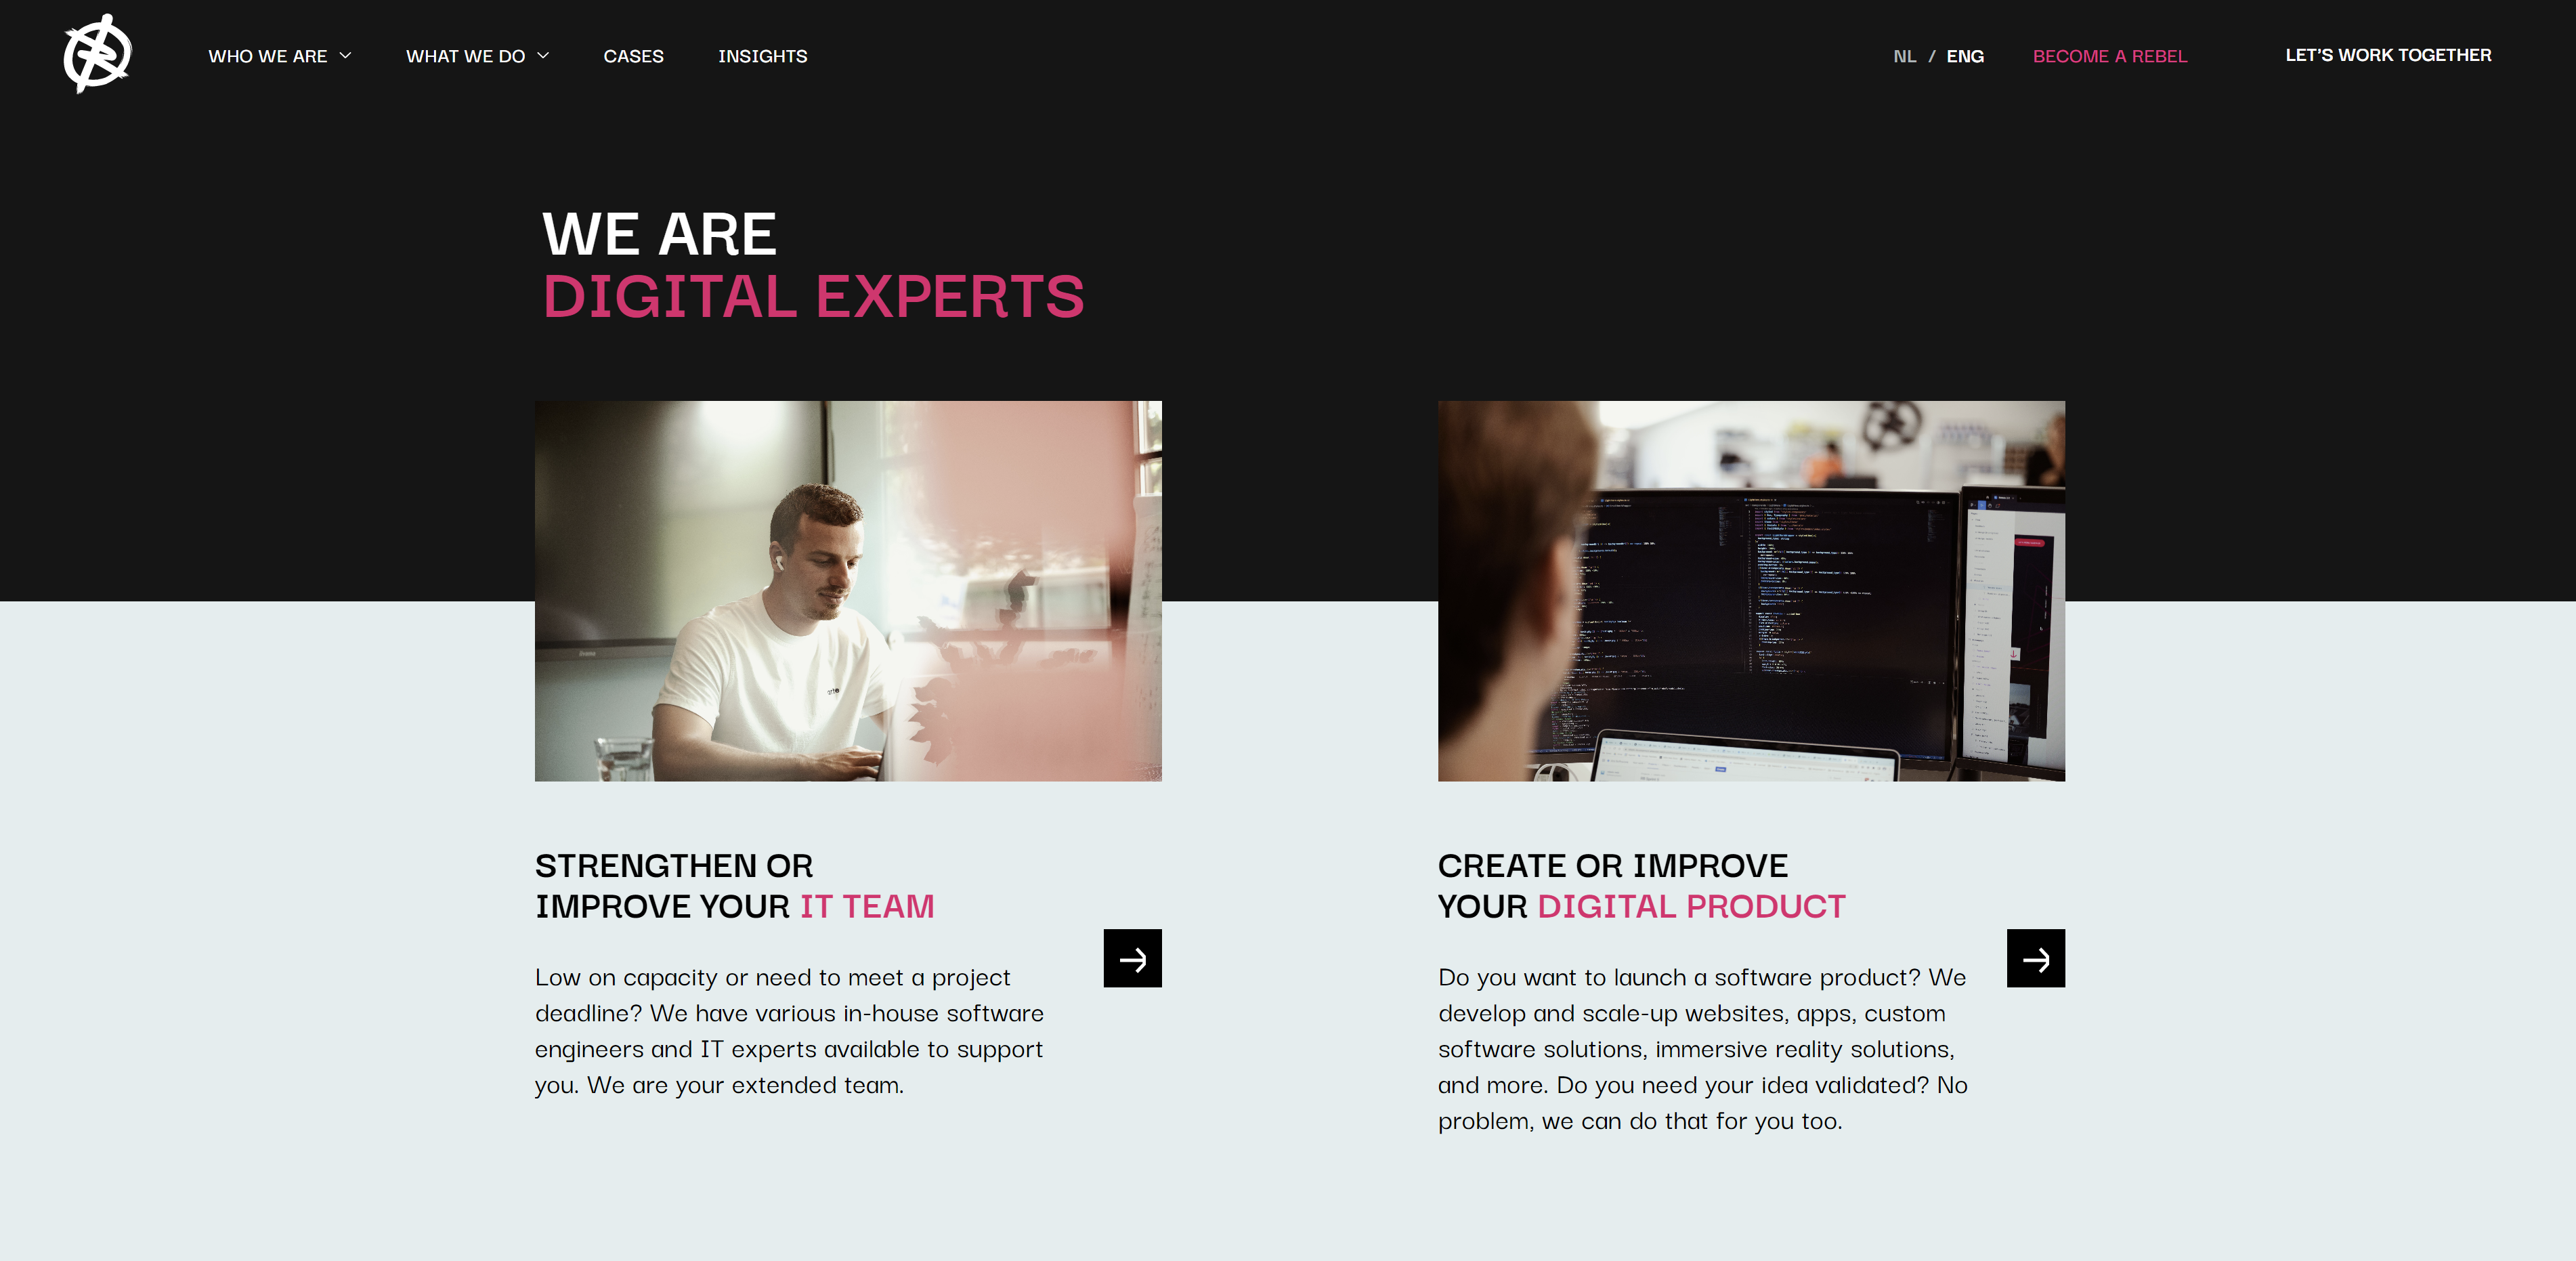 WHO WE ARE
WHAT WE DO
CASES
INSIGHTS
NL / ENG
BECOME A REBEL
LET'S WORK TOGETHER
WE ARE
DIGITAL EXPERTS
STRENGTHEN OR
IMPROVE YOUR IT TEAM
Low on capacity or need to meet a project
deadline? We have various in-house software
engineers and IT experts available to support
you. We are your extended team.
CREATE OR IMPROVE
YOUR DIGITAL PRODUCT
Do you want to launch a software product? We
develop and scale-up websites, apps, custom
software solutions, immersive reality solutions,
and more. Do you need your idea validated? No
problem, we can do that for you too.